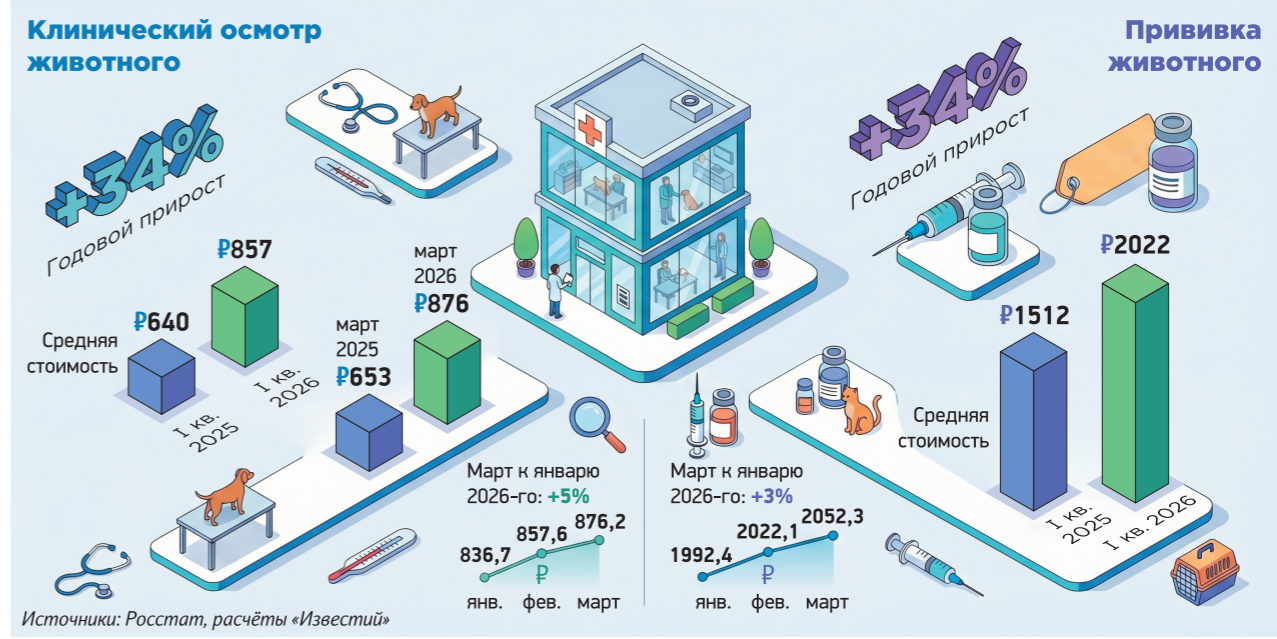 Клинический осмотр
животного
+34%
Годовой прирост
Средняя
стоимость
₽640
I кв.
2025
₽857
I кв.
2026
март
2025
₽653
март
2026
₽876
Март к январю
2026-го: +5%
836,7
857,6
876,2
₽
янв. фев. март
Прививка
животного
+34%
Годовой прирост
Средняя
стоимость
₽1512
I кв.
2025
₽2022
I кв. 2026
Март к январю
2026-го: +3%
1992,4
2022,1
2052,3
₽
янв. фев. март
Источники: Росстат, расчёты «Известий»